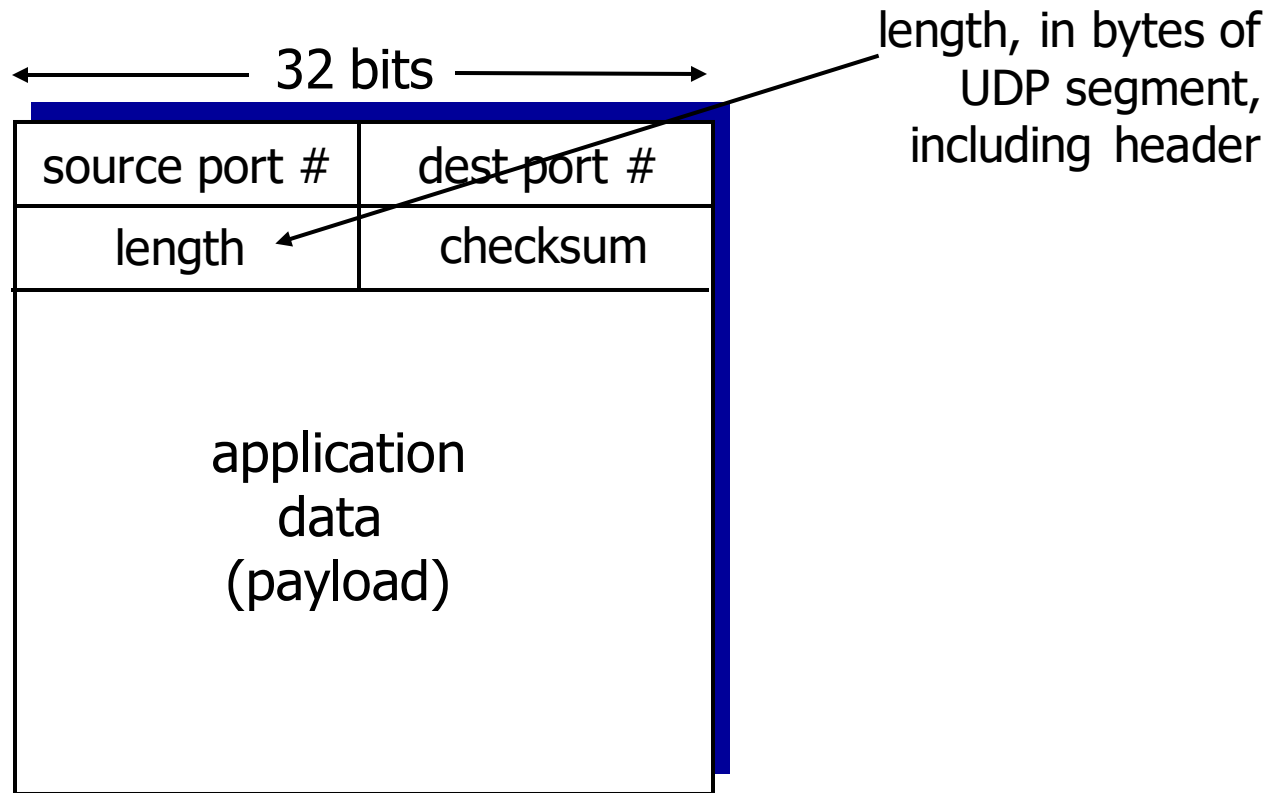 32 bits
length, in bytes of
UDP segment,
including header
source port #
dest port #
length
checksum
application
data
(payload)